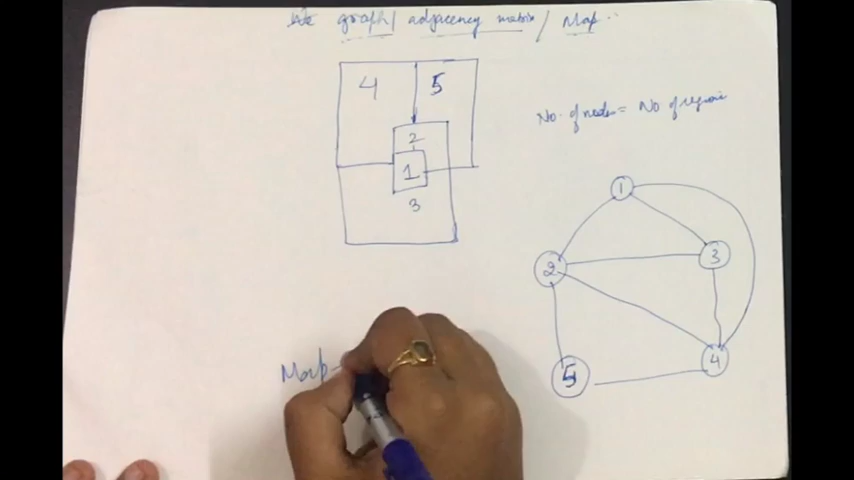 graph / adjacency matrix / Map
4 5
2
1
3
No. of nodes = No of regions
1
2 3
4
5
Map